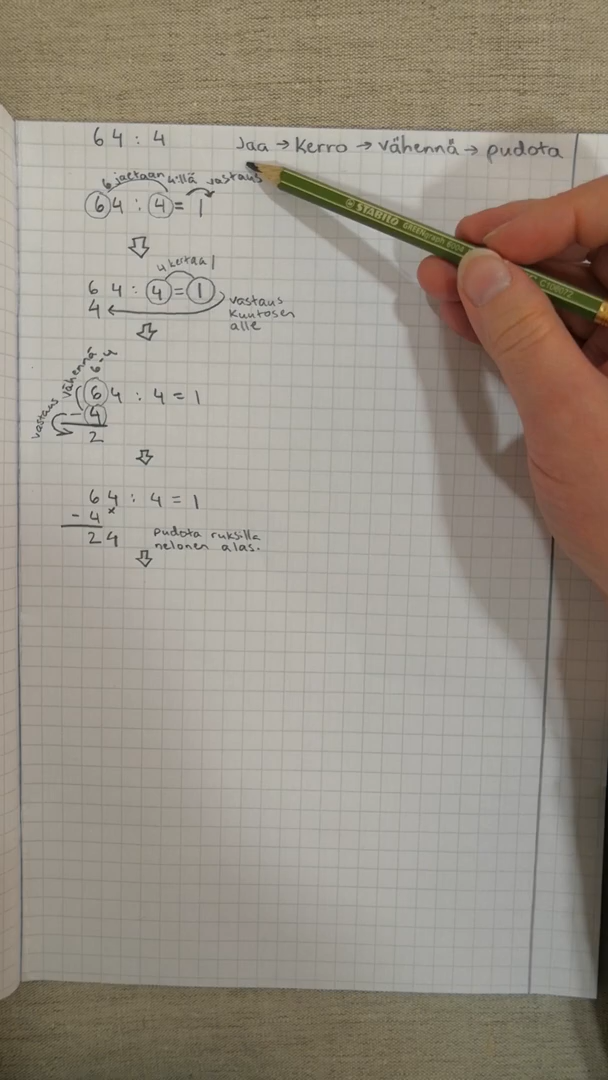 64 : 4
Jaa → Kerro → vähennä → pudota
6 jaetaan 4:llä vastaus
64 : 4 = 1
4 kertaa 1
64 : 4 = 1
4
vastaus
kuutosen
alle
vähennä
6-4
vastaus
64 : 4 = 1
- 4
2
64 : 4 = 1
- 4 x
24
pudota ruksilla
nelonen alas.
STABILO GREENgraph 6004